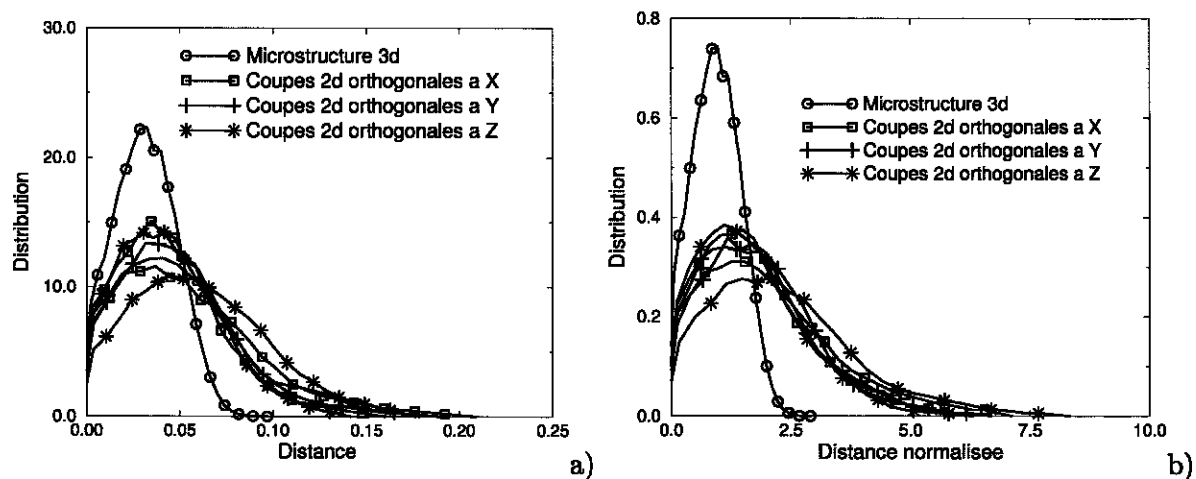 30.0
20.0
10.0
0.0
Distribution
Microstructure 3d
Coupes 2d orthogonales a X
Coupes 2d orthogonales a Y
Coupes 2d orthogonales a Z
0.00
0.05
0.10
0.15
0.20
0.25
Distance
a)
0.8
0.6
0.4
0.2
0.0
Distribution
Microstructure 3d
Coupes 2d orthogonales a X
Coupes 2d orthogonales a Y
Coupes 2d orthogonales a Z
0.0
2.5
5.0
7.5
10.0
Distance normalisee
b)